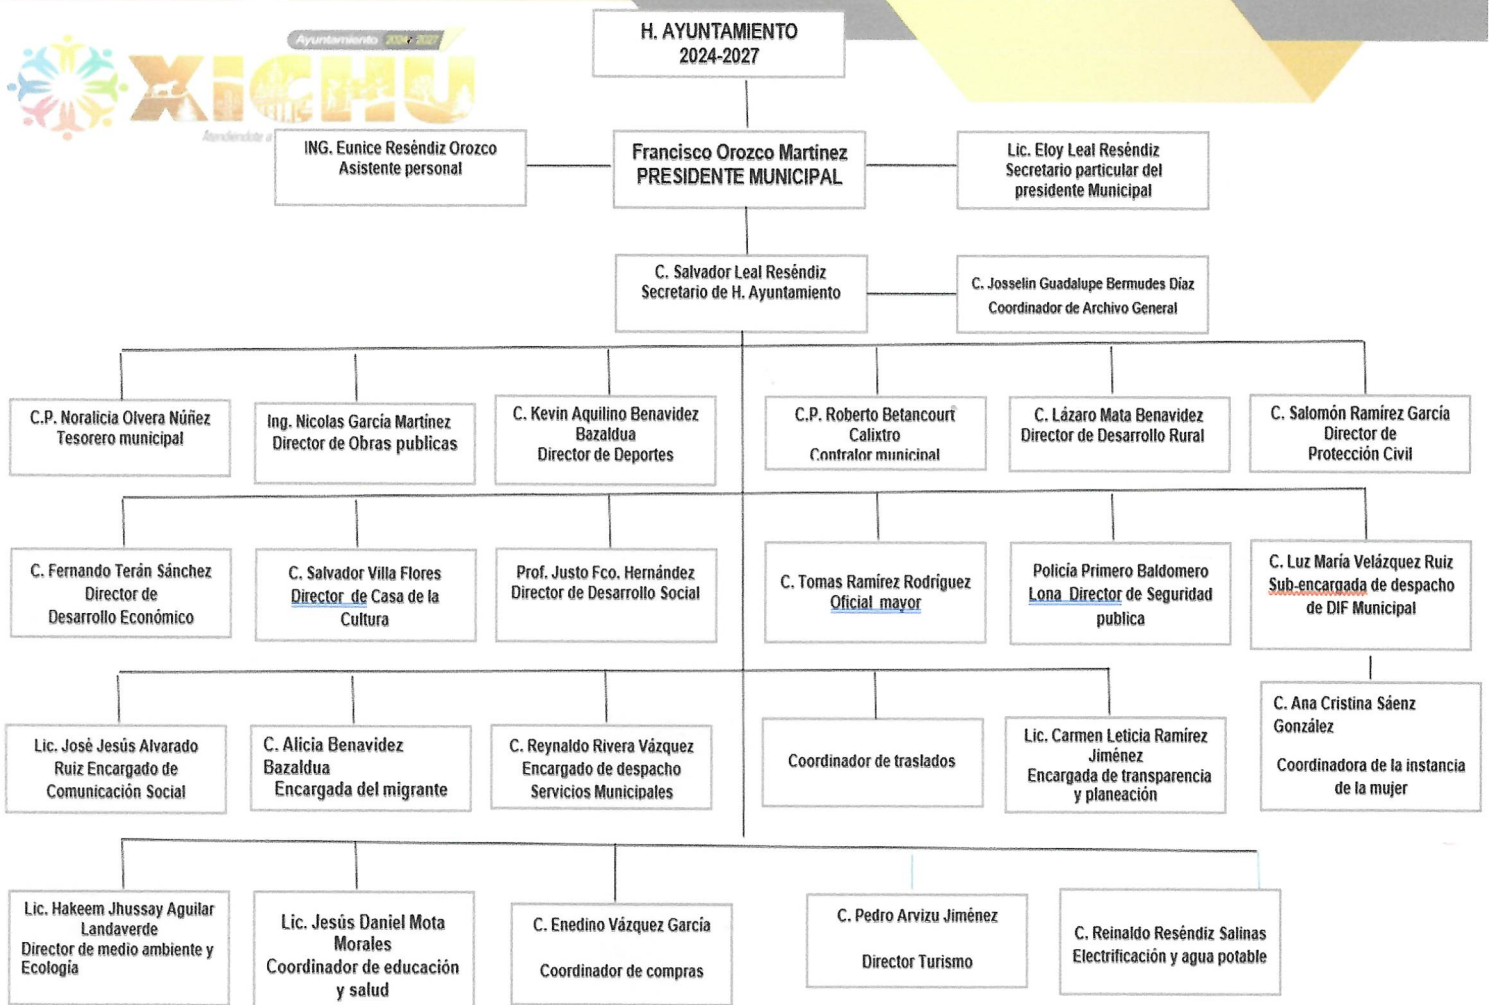 Ayuntamiento 2024-2027
XICHU
Atendiendote a
H. AYUNTAMIENTO
2024-2027
ING. Eunice Reséndiz Orozco
Asistente personal
Francisco Orozco Martínez
PRESIDENTE MUNICIPAL
Lic. Eloy Leal Reséndiz
Secretario particular del
presidente Municipal
C. Salvador Leal Reséndiz
Secretario de H. Ayuntamiento
C. Josselin Guadalupe Bermudes Díaz
Coordinador de Archivo General
C.P. Noralicia Olvera Núñez
Tesorero municipal
Ing. Nicolas García Martínez
Director de Obras publicas
C. Kevin Aquilino Benavidez
Bazaldua
Director de Deportes
C.P. Roberto Betancourt
Calixtro
Contralor municipal
C. Lázaro Mata Benavidez
Director de Desarrollo Rural
C. Salomón Ramírez García
Director de
Protección Civil
C. Fernando Terán Sánchez
Director de
Desarrollo Económico
C. Salvador Villa Flores
Director de Casa de la
Cultura
Prof. Justo Fco. Hernández
Director de Desarrollo Social
C. Tomas Ramírez Rodríguez
Oficial mayor
Policía Primero Baldomero
Lona Director de Seguridad
publica
C. Luz María Velázquez Ruiz
Sub-encargada de despacho
de DIF Municipal
Lic. José Jesús Alvarado
Ruiz Encargado de
Comunicación Social
C. Alicia Benavidez
Bazaldua
Encargada del migrante
C. Reynaldo Rivera Vázquez
Encargado de despacho
Servicios Municipales
Coordinador de traslados
Lic. Carmen Leticia Ramírez
Jiménez
Encargada de transparencia
y planeación
C. Ana Cristina Sáenz
González
Coordinadora de la instancia
de la mujer
Lic. Hakeem Jhussay Aguilar
Landaverde
Director de medio ambiente y
Ecología
Lic. Jesús Daniel Mota
Morales
Coordinador de educación
y salud
C. Enedino Vázquez García
Coordinador de compras
C. Pedro Arvizu Jiménez
Director Turismo
C. Reinaldo Reséndiz Salinas
Electrificación y agua potable